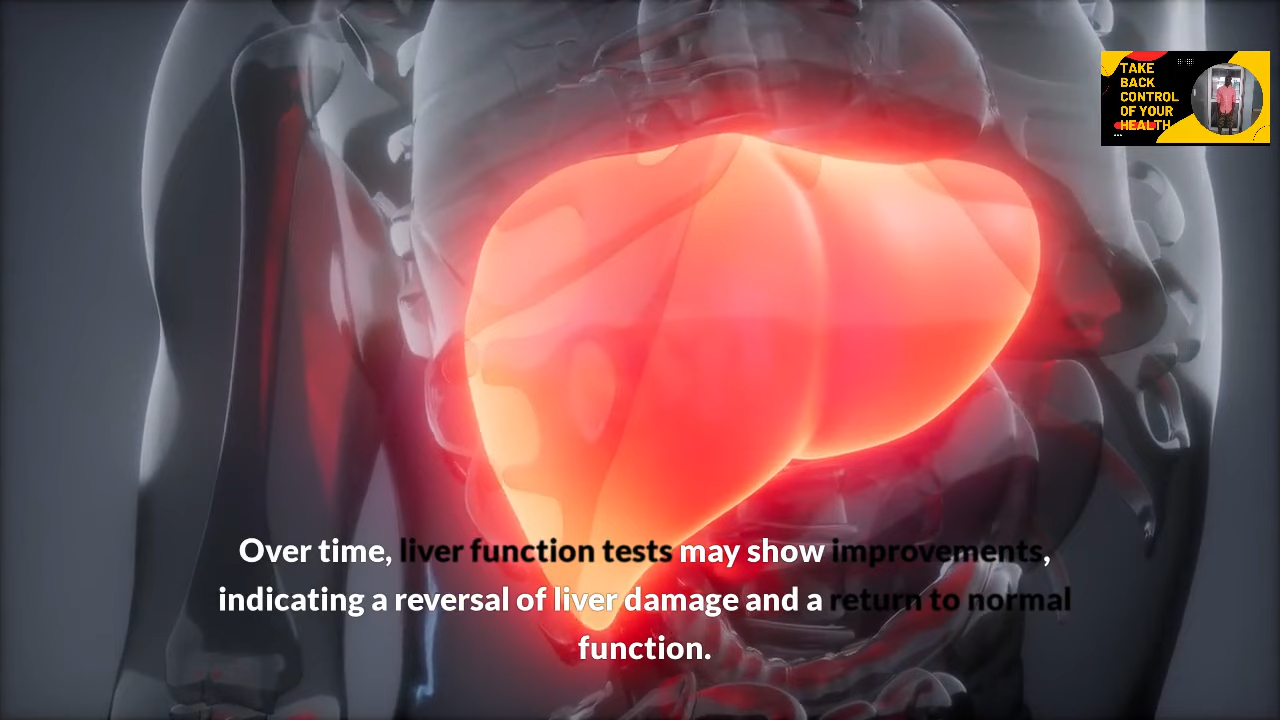 TAKE
BACK
CONTROL
OF YOUR
HEALTH
Over time, liver function tests may show improvements,
indicating a reversal of liver damage and a return to normal
function.